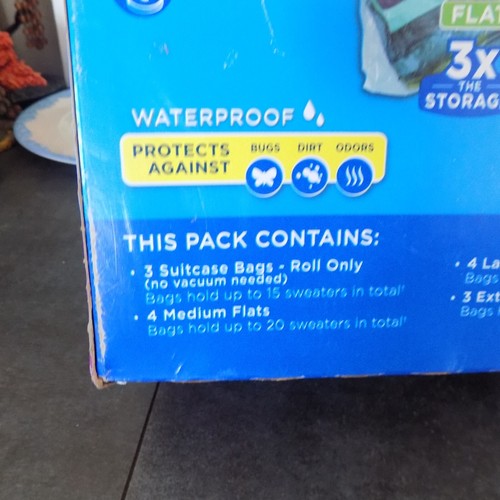 FLAT
3x
THE
STORAGE
WATERPROOF
PROTECTS AGAINST
BUGS DIRT ODORS
THIS PACK CONTAINS:
• 3 Suitcase Bags - Roll Only
(no vacuum needed)
Bags hold up to 15 sweaters in total†
• 4 Medium Flats
Bags hold up to 20 sweaters in total†
• 4 La
Bags
• 3 Ext
Bags